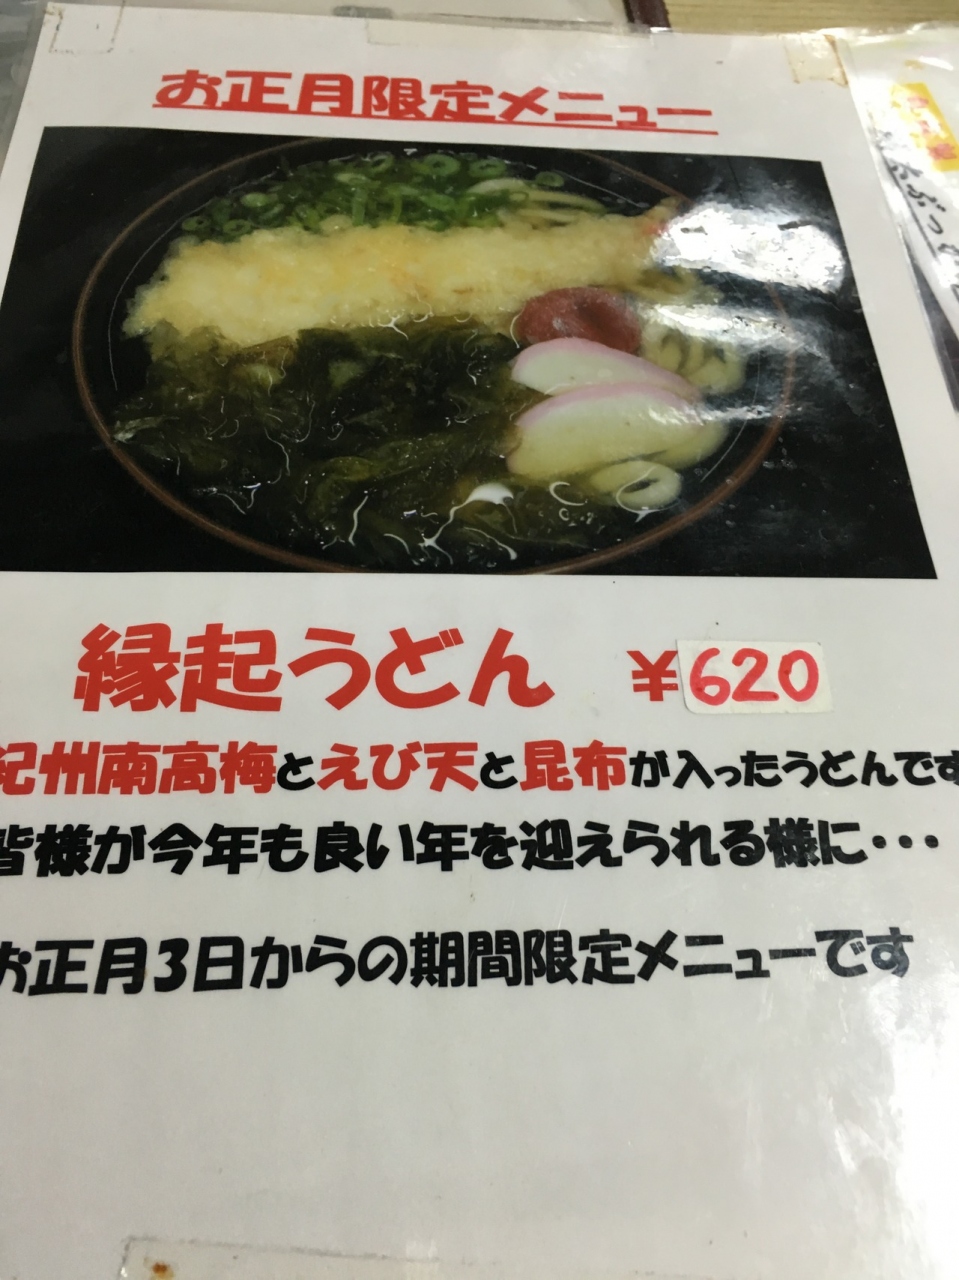 お正月限定メニュー
縁起うどん ¥620
紀州南高梅とえび天と昆布が入ったうどんです
皆様が今年も良い年を迎えられる様に・・・
お正月3日からの期間限定メニューです